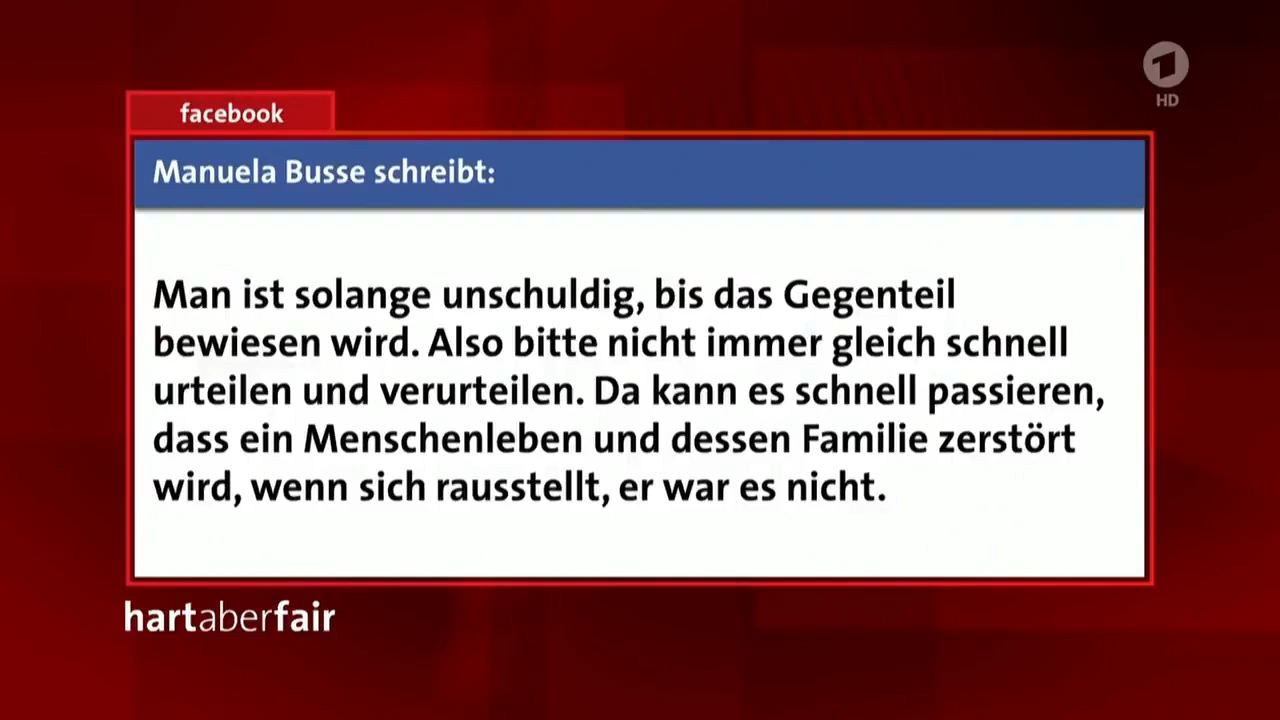 1
HD
facebook
Manuela Busse schreibt:
Man ist solange unschuldig, bis das Gegenteil
bewiesen wird. Also bitte nicht immer gleich schnell
urteilen und verurteilen. Da kann es schnell passieren,
dass ein Menschenleben und dessen Familie zerstört
wird, wenn sich rausstellt, er war es nicht.
hartaberfair